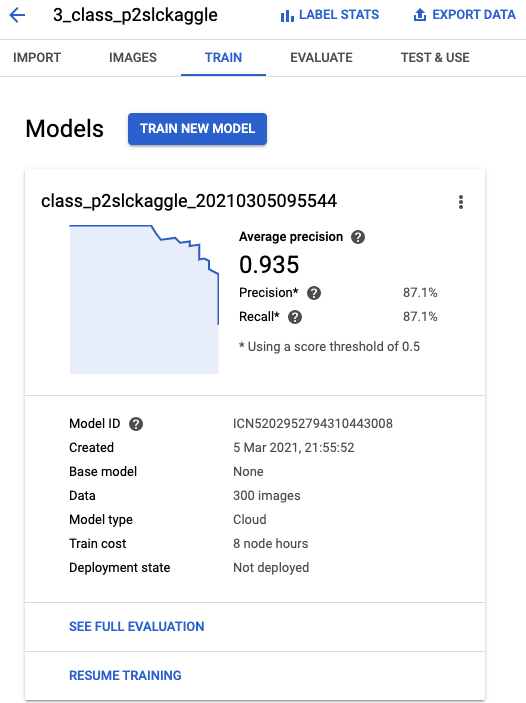 3_class_p2slckaggle LABEL STATS EXPORT DATA
IMPORT IMAGES TRAIN EVALUATE TEST & USE
Models TRAIN NEW MODEL
class_p2slckaggle_20210305095544
Average precision ?
0.935
Precision* ? 87.1%
Recall* ? 87.1%
* Using a score threshold of 0.5
Model ID ? ICN5202952794310443008
Created 5 Mar 2021, 21:55:52
Base model None
Data 300 images
Model type Cloud
Train cost 8 node hours
Deployment state Not deployed
SEE FULL EVALUATION
RESUME TRAINING